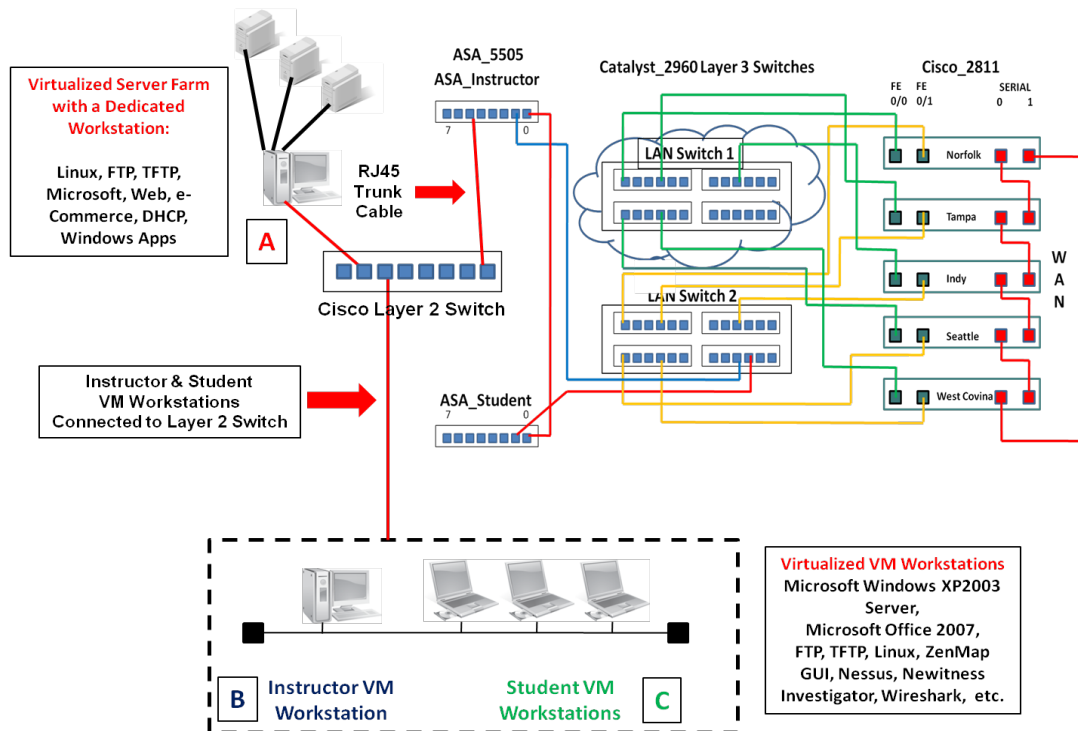 Virtualized Server Farm
with a Dedicated
Workstation:
Linux, FTP, TFTP,
Microsoft, Web, e-
Commerce, DHCP,
Windows Apps
A
RJ45
Trunk
Cable
Cisco Layer 2 Switch
ASA_5505
ASA_Instructor
7 0
Catalyst_2960 Layer 3 Switches
LAN Switch 1
LAN Switch 2
Cisco_2811
FE FE SERIAL
0/0 0/1 0 1
Norfolk
Tampa
Indy
Seattle
West Covina
W
A
N
Instructor & Student
VM Workstations
Connected to Layer 2 Switch
ASA_Student
7 0
B
Instructor VM
Workstation
Student VM
Workstations
C
Virtualized VM Workstations
Microsoft Windows XP2003
Server,
Microsoft Office 2007,
FTP, TFTP, Linux, ZenMap
GUI, Nessus, Newitness
Investigator, Wireshark, etc.